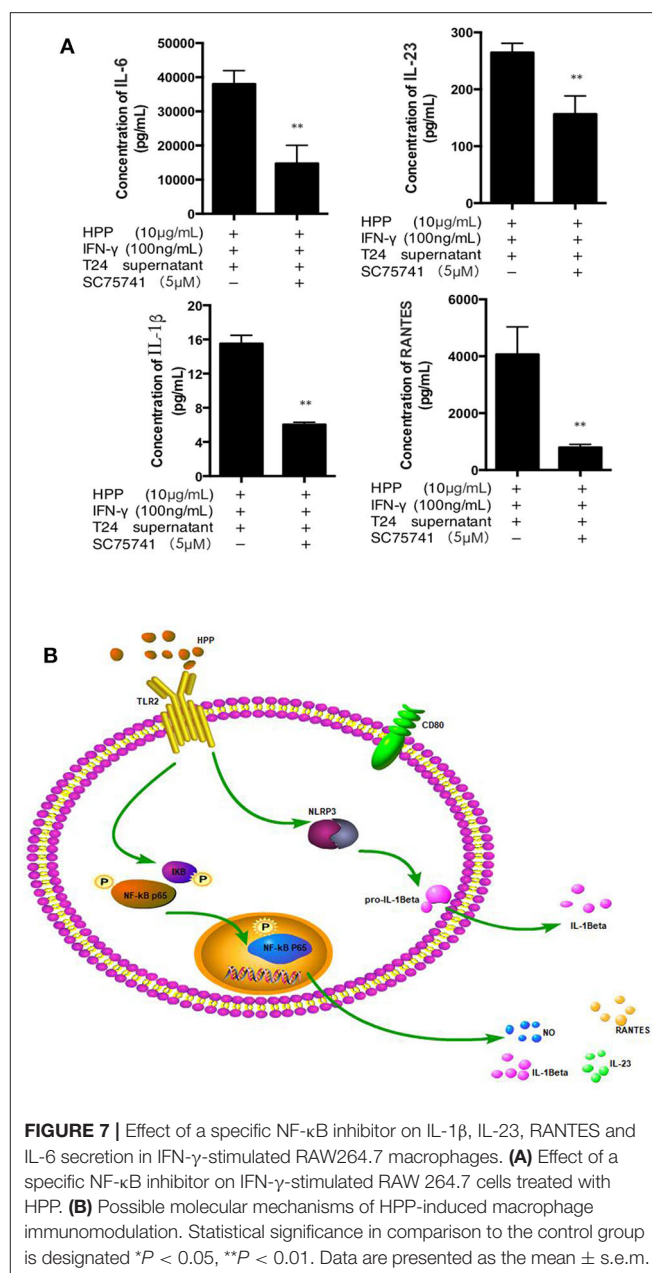 A
Concentration of IL-6
(pg/mL)
50000
40000
30000
20000
10000
0
**
HPP (10μg/mL) + +
IFN-γ (100ng/mL) + +
T24 supernatant + +
SC75741 (5μM) − +
Concentration of IL-23
(pg/mL)
300
200
100
0
**
HPP (10μg/mL) + +
IFN-γ (100ng/mL) + +
T24 supernatant + +
SC75741 (5μM) − +
Concentration of IL-1β
(pg/mL)
20
16
12
8
4
0
**
HPP (10μg/mL) + +
IFN-γ (100ng/mL) + +
T24 supernatant + +
SC75741 (5μM) − +
Concentration of RANTES
(pg/mL)
6000
4000
2000
0
**
HPP (10μg/mL) + +
IFN-γ (100ng/mL) + +
T24 supernatant + +
SC75741 (5μM) − +
B
HPP
TLR2
CD80
NLRP3
IKB
P
P
NF-kB p65
pro-IL-1Beta
IL-1Beta
P
NF-kB P65
NO
RANTES
IL-1Beta
IL-23
FIGURE 7 | Effect of a specific NF-κB inhibitor on IL-1β, IL-23, RANTES and
IL-6 secretion in IFN-γ-stimulated RAW264.7 macrophages. (A) Effect of a
specific NF-κB inhibitor on IFN-γ-stimulated RAW 264.7 cells treated with
HPP. (B) Possible molecular mechanisms of HPP-induced macrophage
immunomodulation. Statistical significance in comparison to the control group
is designated *P < 0.05, **P < 0.01. Data are presented as the mean ± s.e.m.